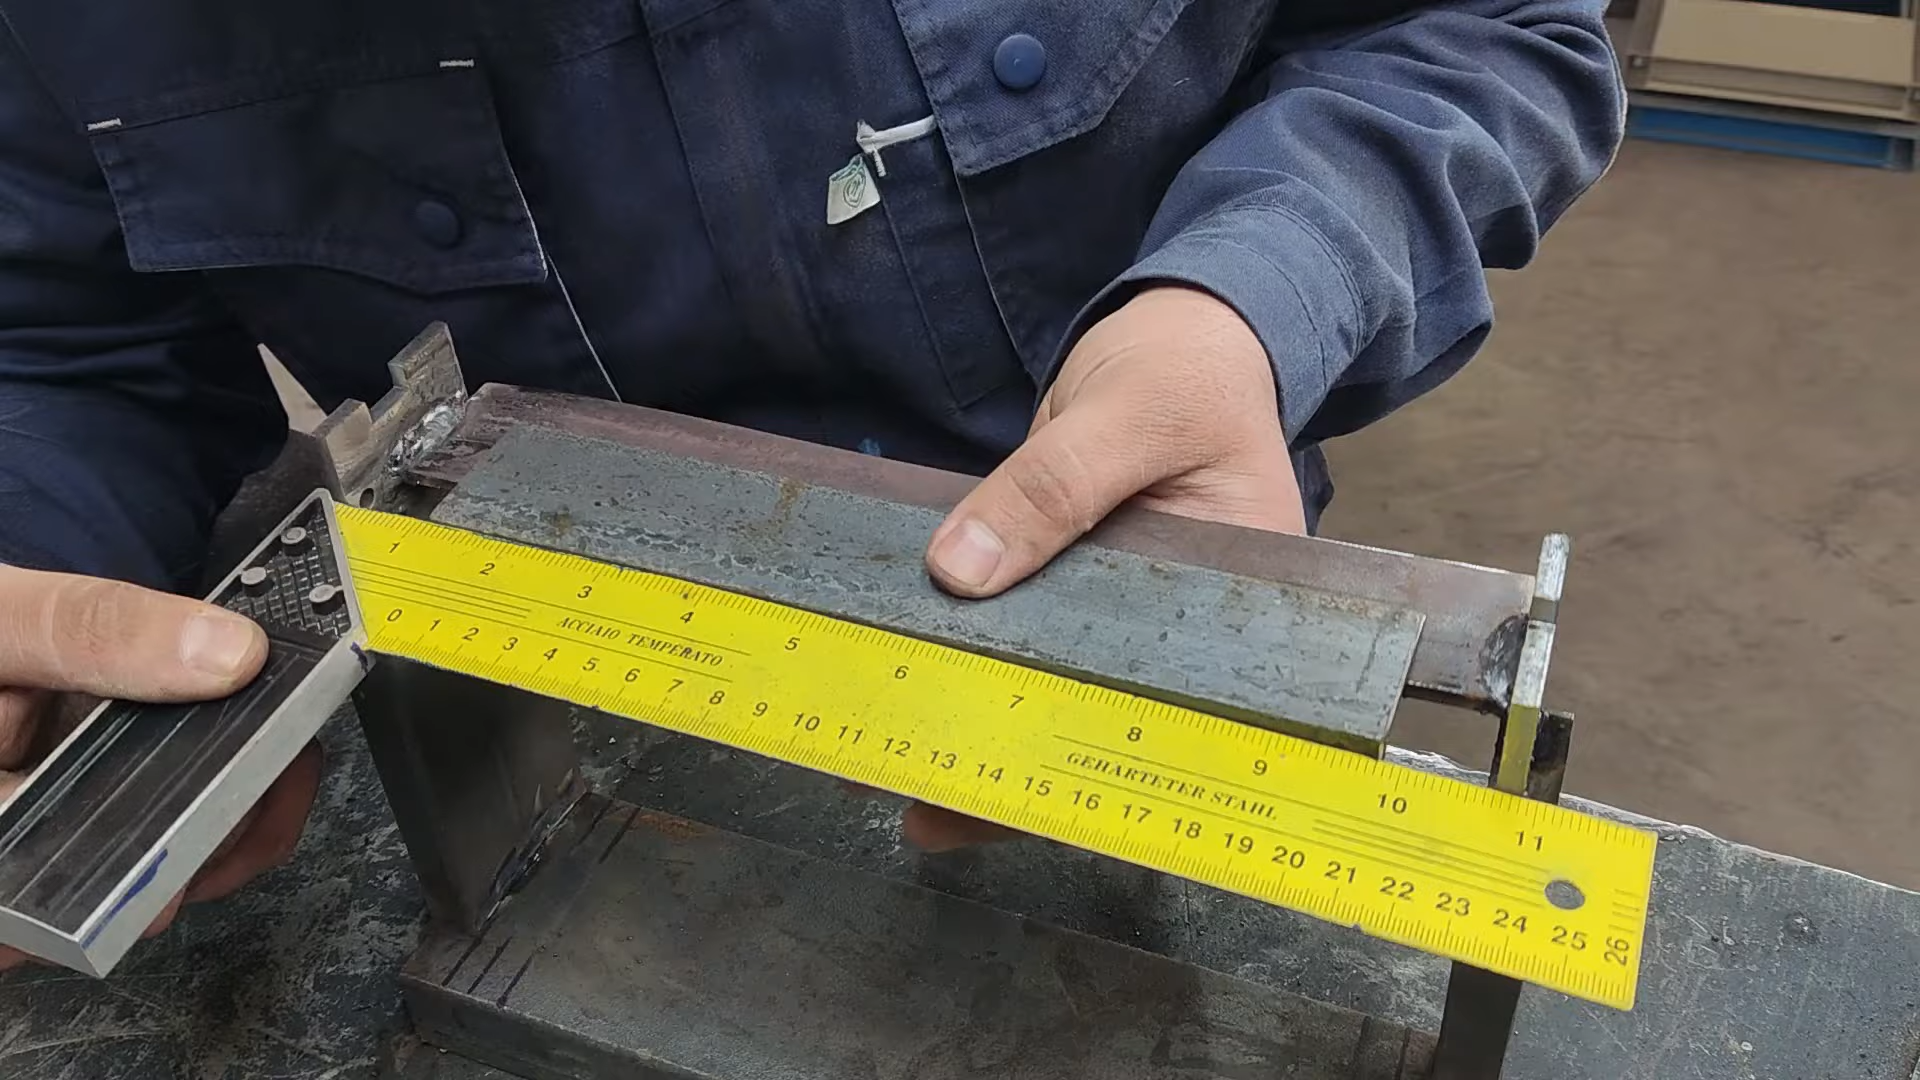 1 2 3 4 5 6 7 8 9 10 11
ACCIAIO TEMPERATO
GEHARTETER STAHL
0 1 2 3 4 5 6 7 8 9 10 11 12 13 14 15 16 17 18 19 20 21 22 23 24 25 26